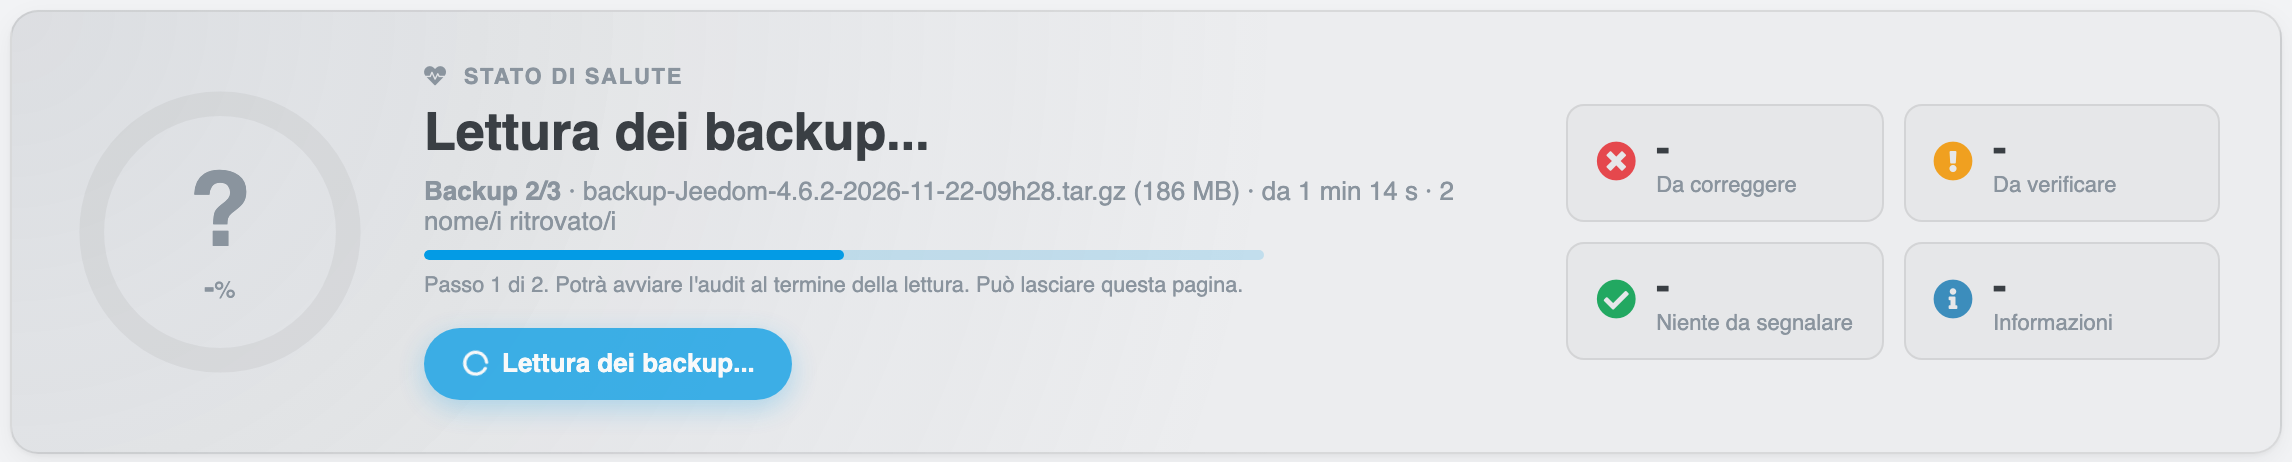 STATO DI SALUTE
Lettura dei backup...
Backup 2/3 · backup-Jeedom-4.6.2-2026-11-22-09h28.tar.gz (186 MB) · da 1 min 14 s · 2
nome/i ritrovato/i
Passo 1 di 2. Potrà avviare l'audit al termine della lettura. Può lasciare questa pagina.
Lettura dei backup...
?
-%
-
Da correggere
-
Da verificare
-
Niente da segnalare
-
Informazioni